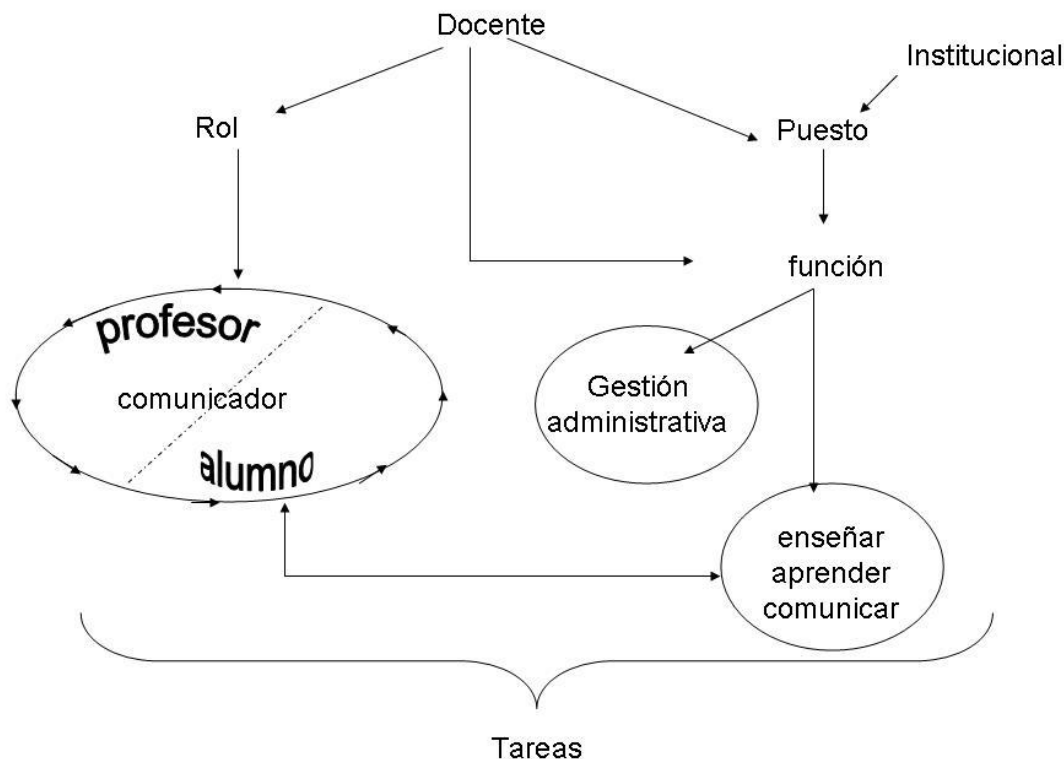 Docente
Institucional
Rol
Puesto
función
profesor
comunicador
alumno
Gestión
administrativa
enseñar
aprender
comunicar
Tareas